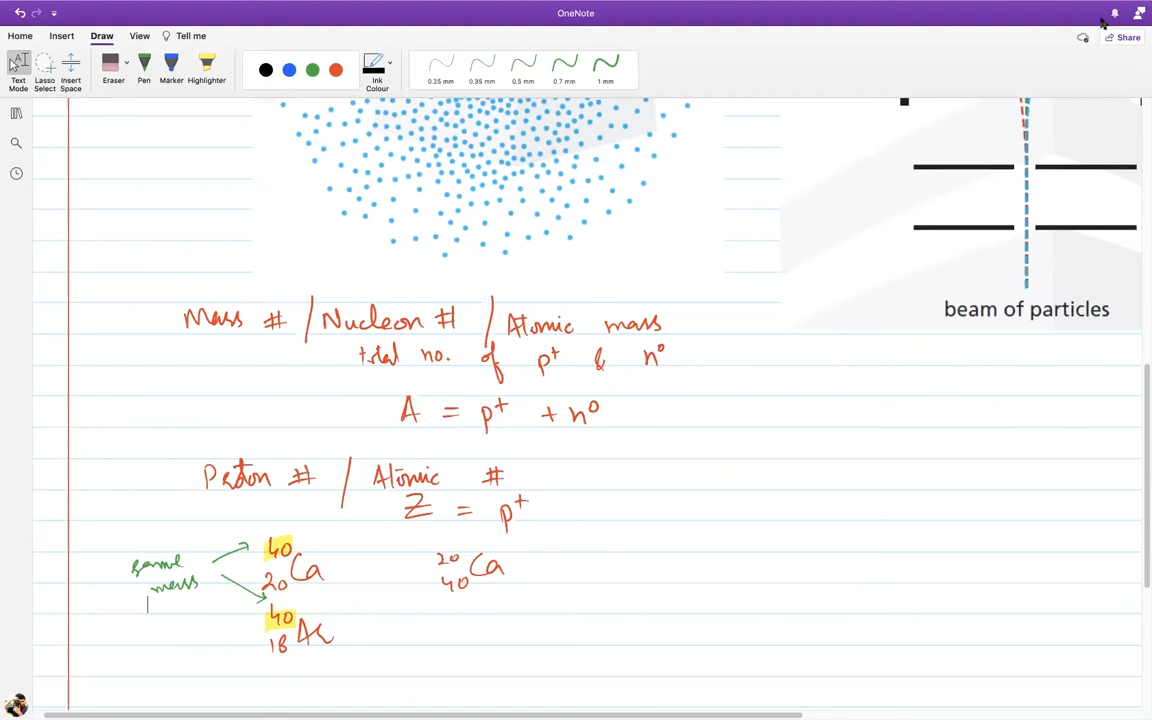 OneNote
Home Insert Draw View Tell me
Share
Text Mode
Lasso Select
Insert Space
Eraser
Pen
Marker
Highlighter
Ink Colour
0.25 mm 0.35 mm 0.5 mm 0.7 mm 1 mm
beam of particles
Mass # / Nucleon # / Atomic mass
total no. of p⁺ & n⁰
A = p⁺ + n⁰
Proton # / Atomic #
Z = p⁺
same mass
40
20 Ca
20
40 Ca
40
18 Ar